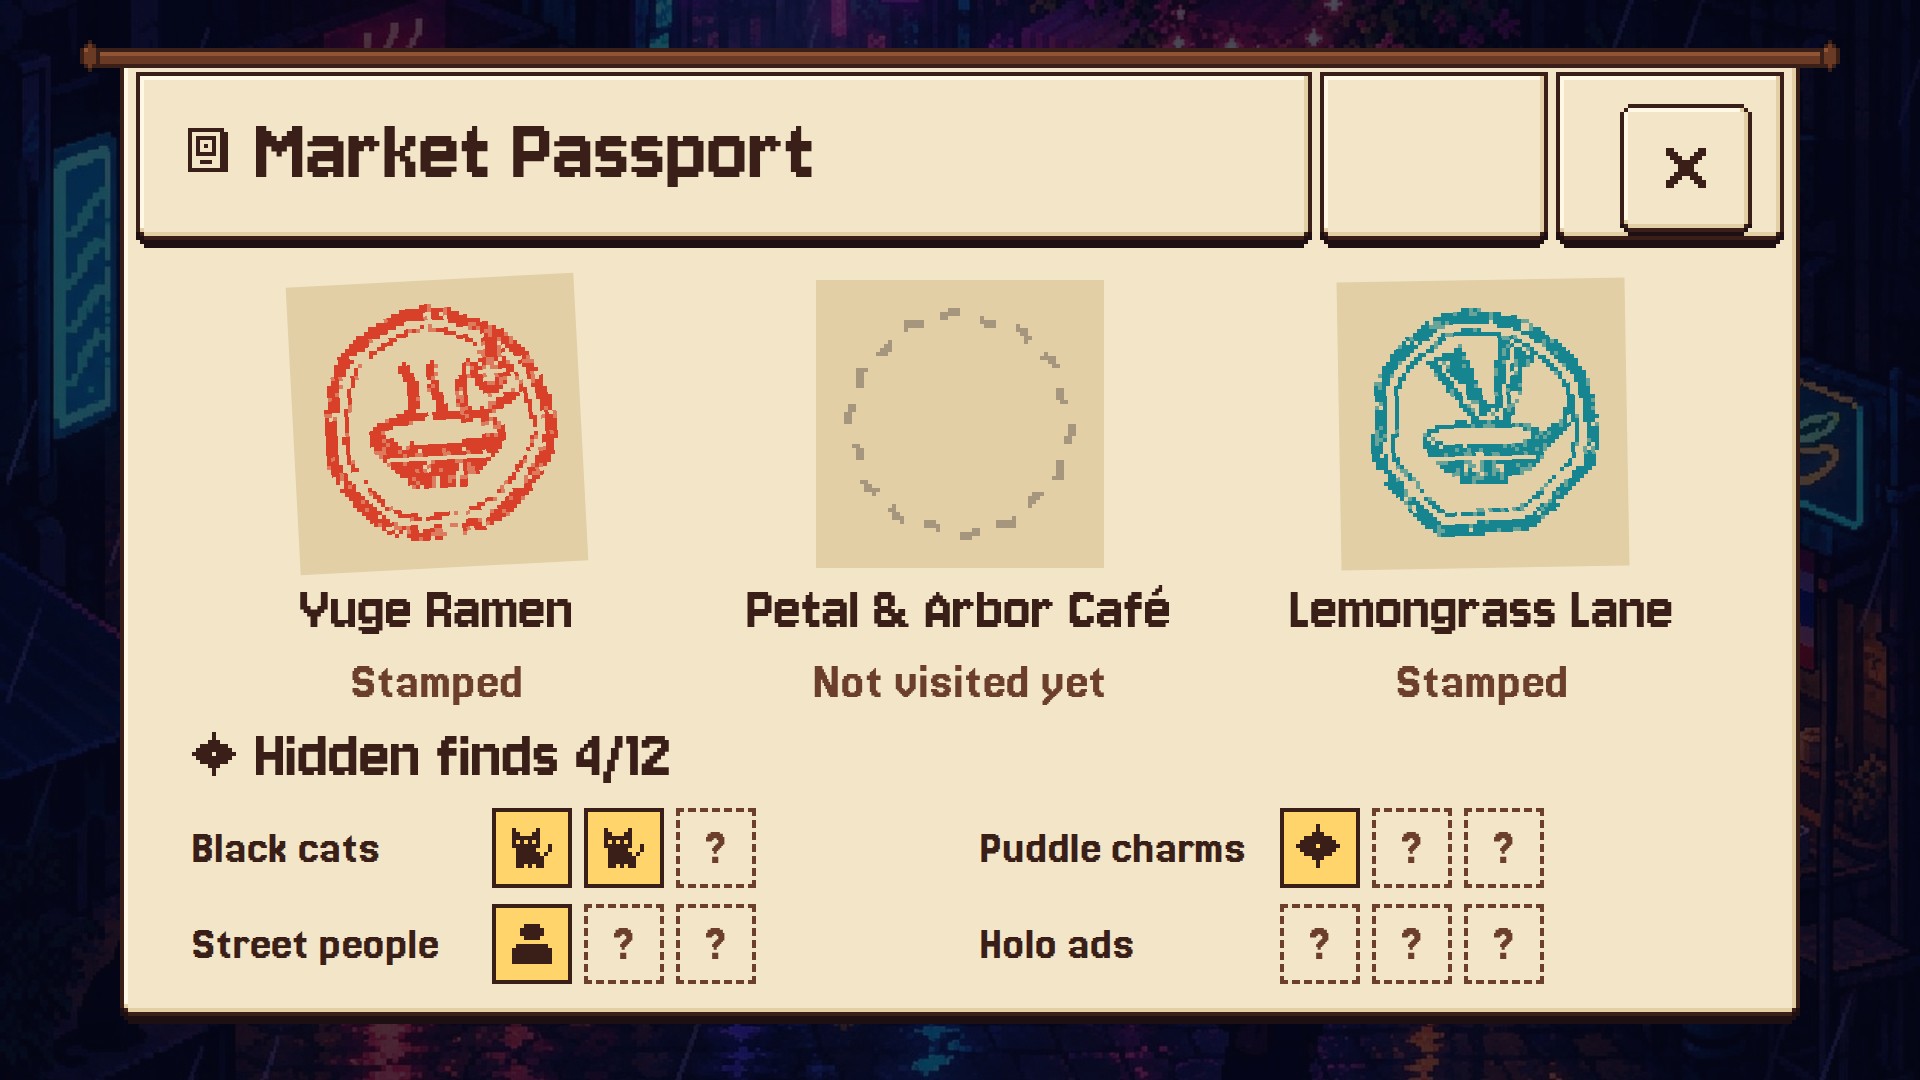 Market Passport
Yuge Ramen
Petal & Arbor Café
Lemongrass Lane
Stamped
Not visited yet
Stamped
Hidden finds 4/12
Black cats
?
Puddle charms
? ?
Street people
? ?
Holo ads
? ? ?